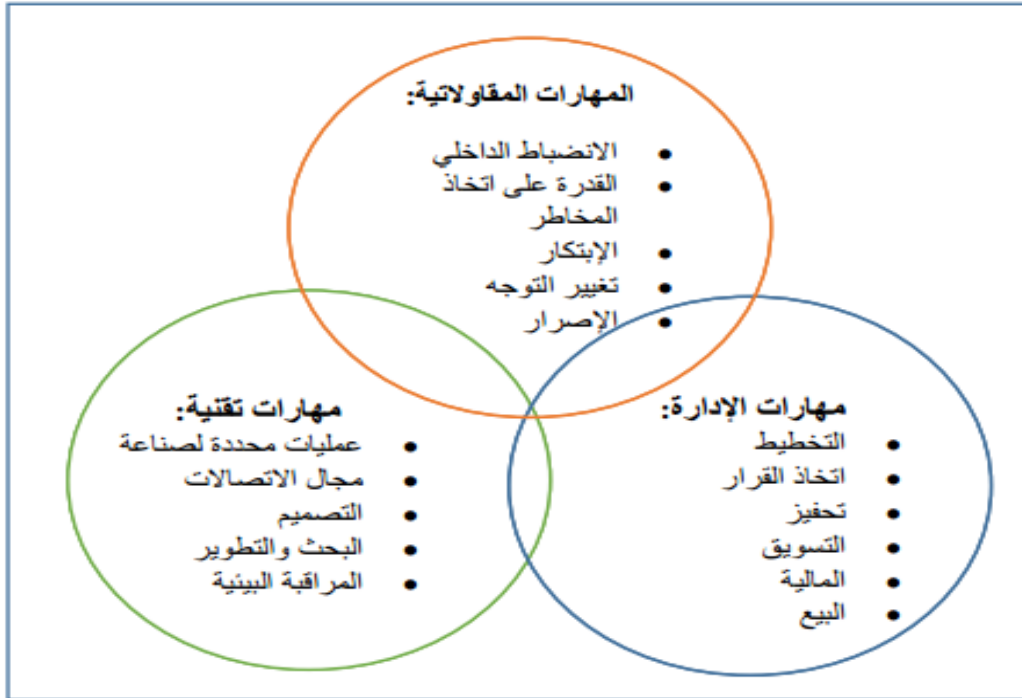 المهارات المقاولاتية:
• الانضباط الداخلي
• القدرة على اتخاذ
المخاطر
• الإبتكار
• تغيير التوجه
• الإصرار
مهارات الإدارة:
• التخطيط
• اتخاذ القرار
• تحفيز
• التسويق
• المالية
• البيع
مهارات تقنية:
• عمليات محددة لصناعة
• مجال الاتصالات
• التصميم
• البحث والتطوير
• المراقبة البيئية